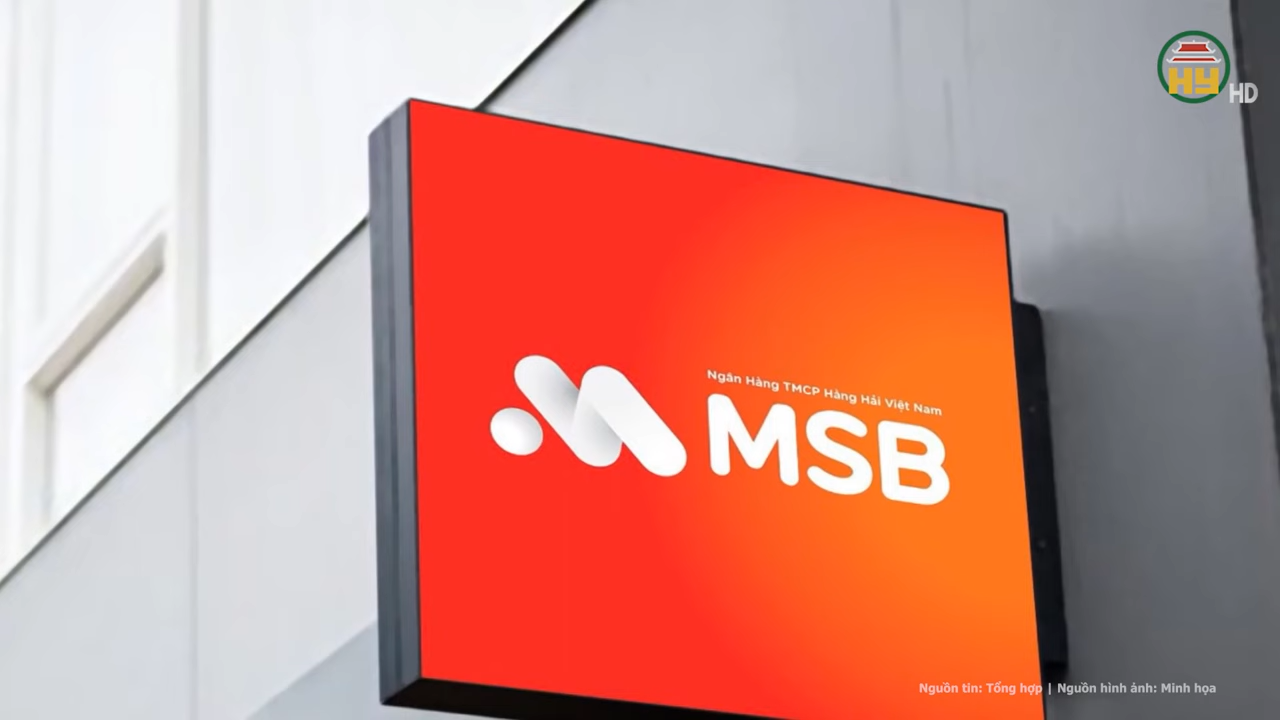 HY
HD
Ngân Hàng TMCP Hàng Hải Việt Nam
MSB
Nguồn tin: Tổng hợp | Nguồn hình ảnh: Minh họa